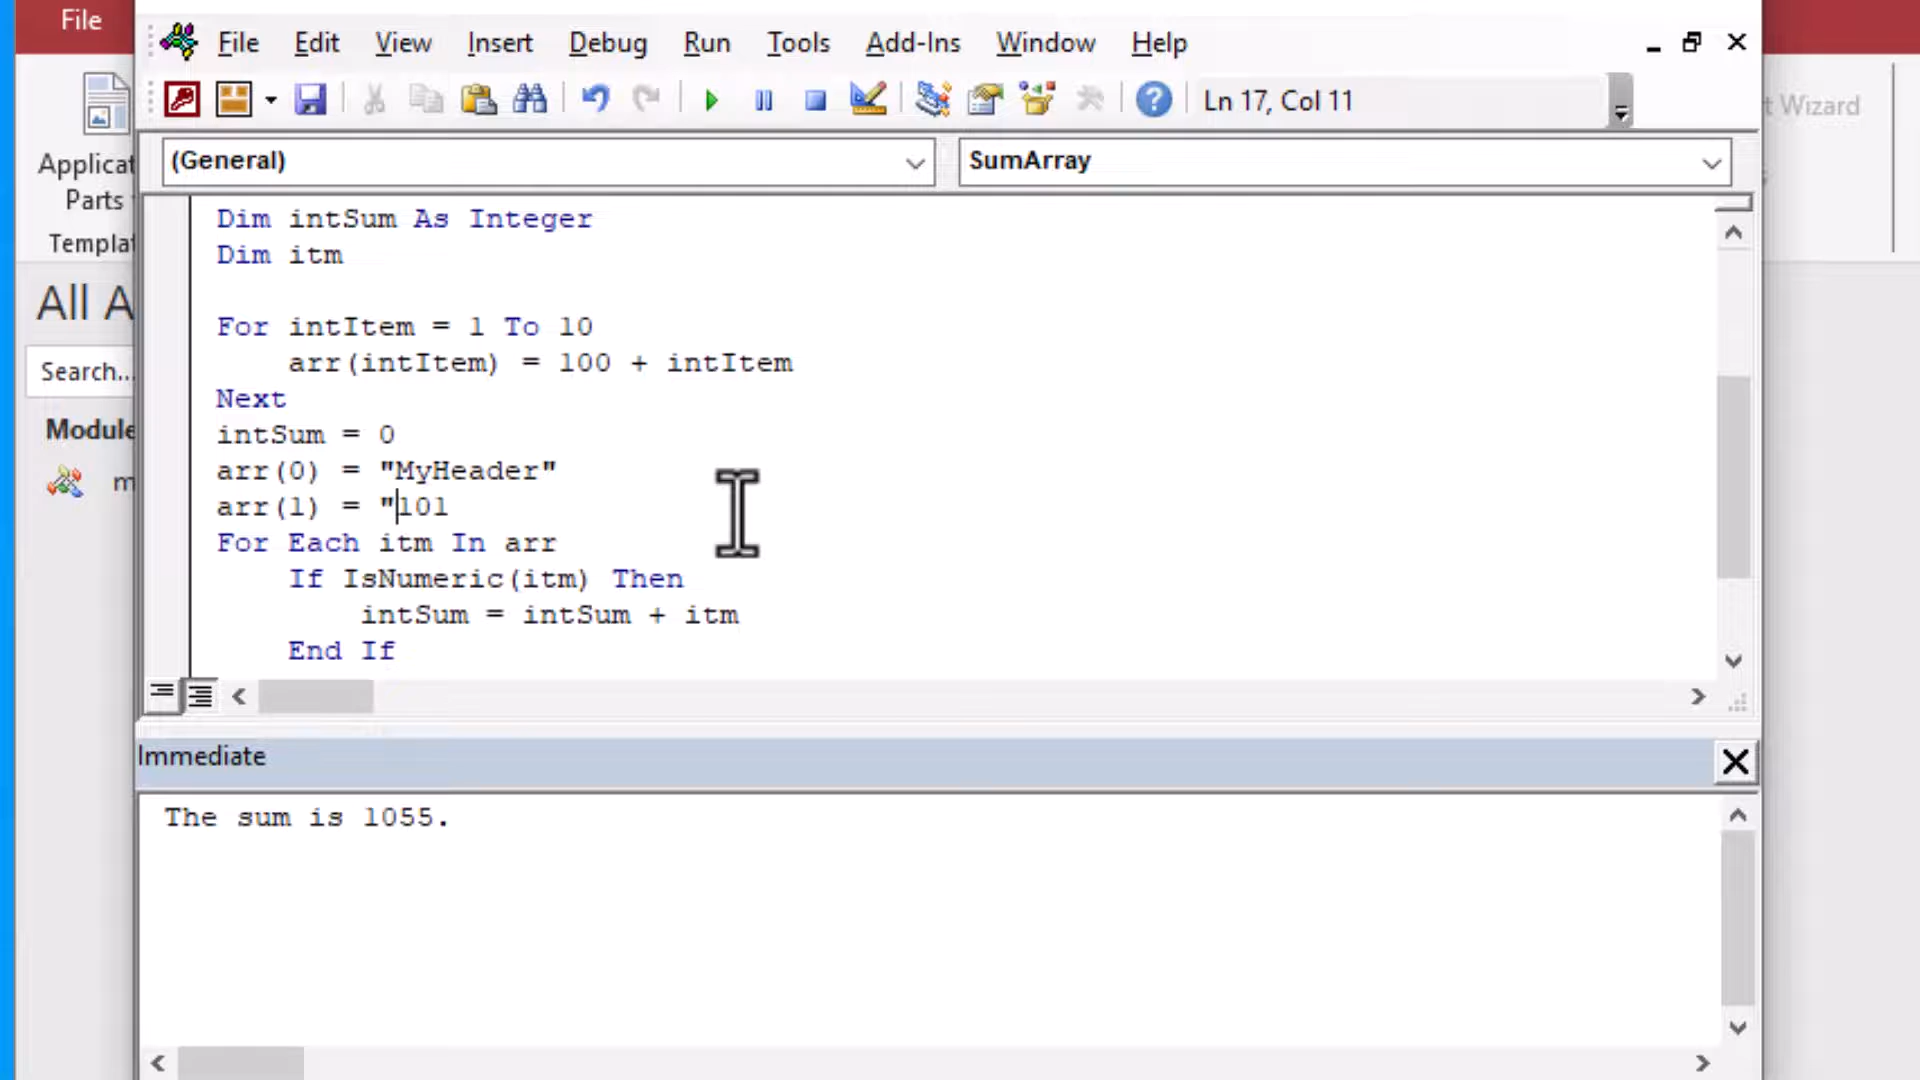 File
File Edit View Insert Debug Run Tools Add-Ins Window Help
Ln 17, Col 11
t Wizard
Applicat
Parts
Templat
(General)
SumArray
All A
Search...
Module
m
Dim intSum As Integer
Dim itm
For intItem = 1 To 10
arr(intItem) = 100 + intItem
Next
intSum = 0
arr(0) = "MyHeader"
arr(1) = "101
For Each itm In arr
If IsNumeric(itm) Then
intSum = intSum + itm
End If
Immediate
The sum is 1055.